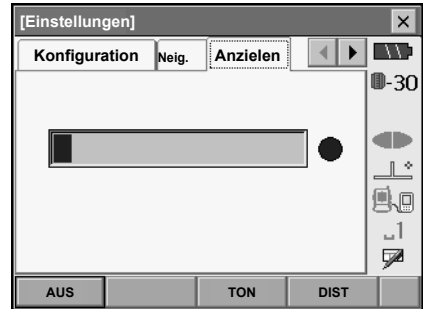 [Einstellungen]
Konfiguration Neig. Anzielen
-30
1
AUS TON DIST